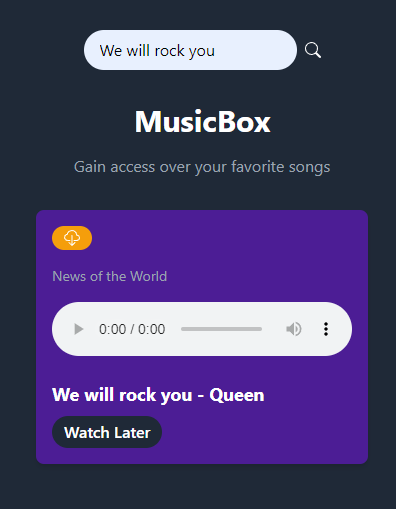 We will rock you
MusicBox
Gain access over your favorite songs
News of the World
0:00 / 0:00
We will rock you - Queen
Watch Later